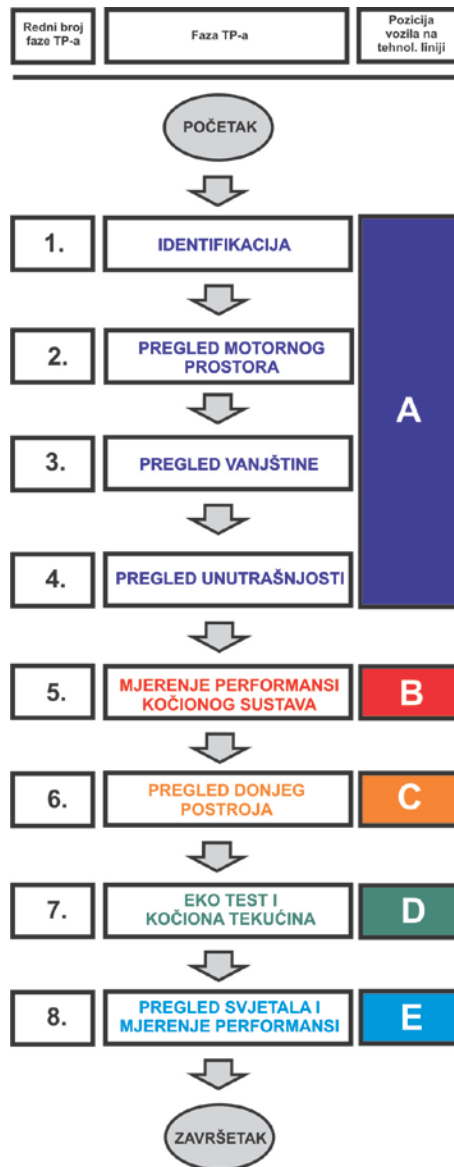 Redni broj
faze TP-a
Faza TP-a
Pozicija
vozila na
tehnol. liniji
POČETAK
1.
IDENTIFIKACIJA
A
2.
PREGLED MOTORNOG
PROSTORA
3.
PREGLED VANJŠTINE
4.
PREGLED UNUTRAŠNJOSTI
5.
MJERENJE PERFORMANSI
KOČIONOG SUSTAVA
B
6.
PREGLED DONJEG
POSTROJA
C
7.
EKO TEST I
KOČIONA TEKUĆINA
D
8.
PREGLED SVJETALA I
MJERENJE PERFORMANSI
E
ZAVRŠETAK